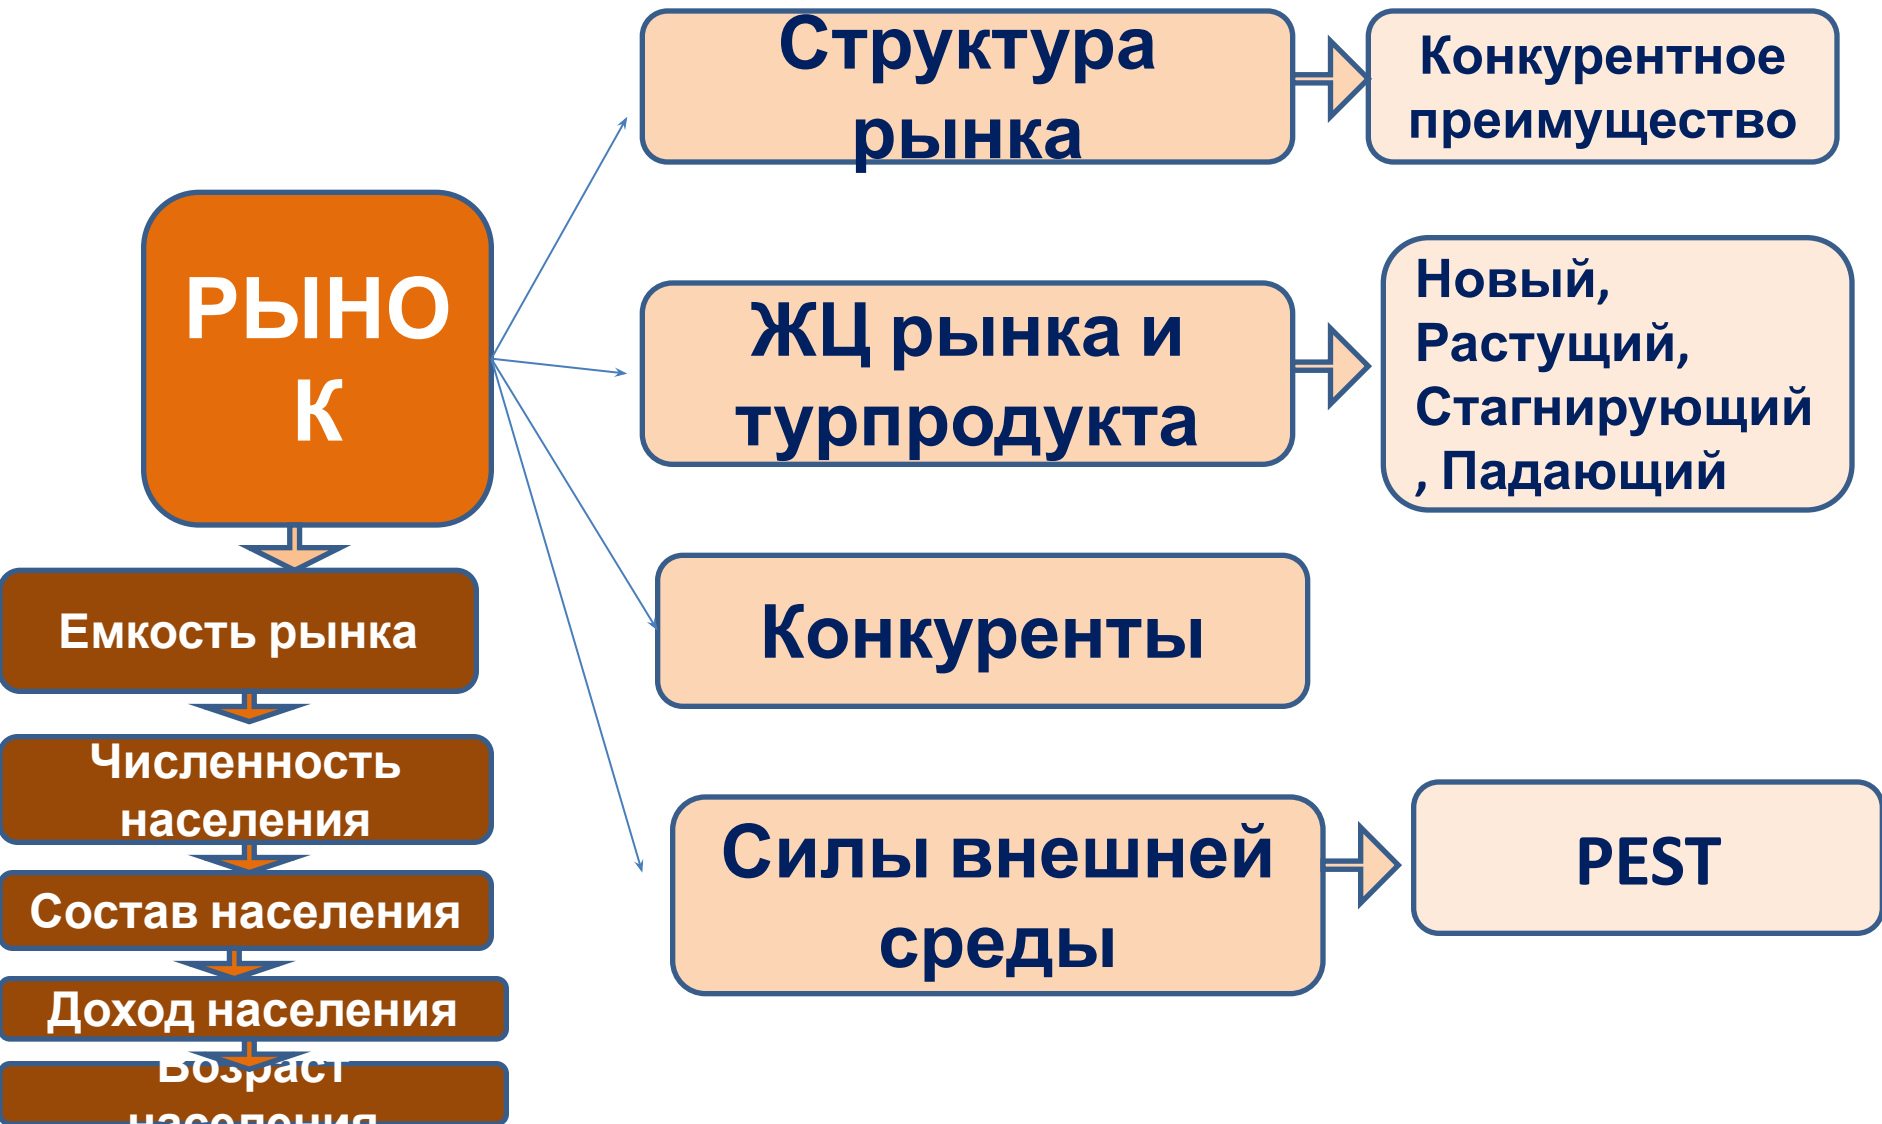 Структура
рынка
Конкурентное
преимущество
РЫНО
К
ЖЦ рынка и
турпродукта
Новый,
Растущий,
Стагнирующий
, Падающий
Емкость рынка
Конкуренты
Численность
населения
Состав населения
Доход населения
Возраст
населения
Силы внешней
среды
PEST